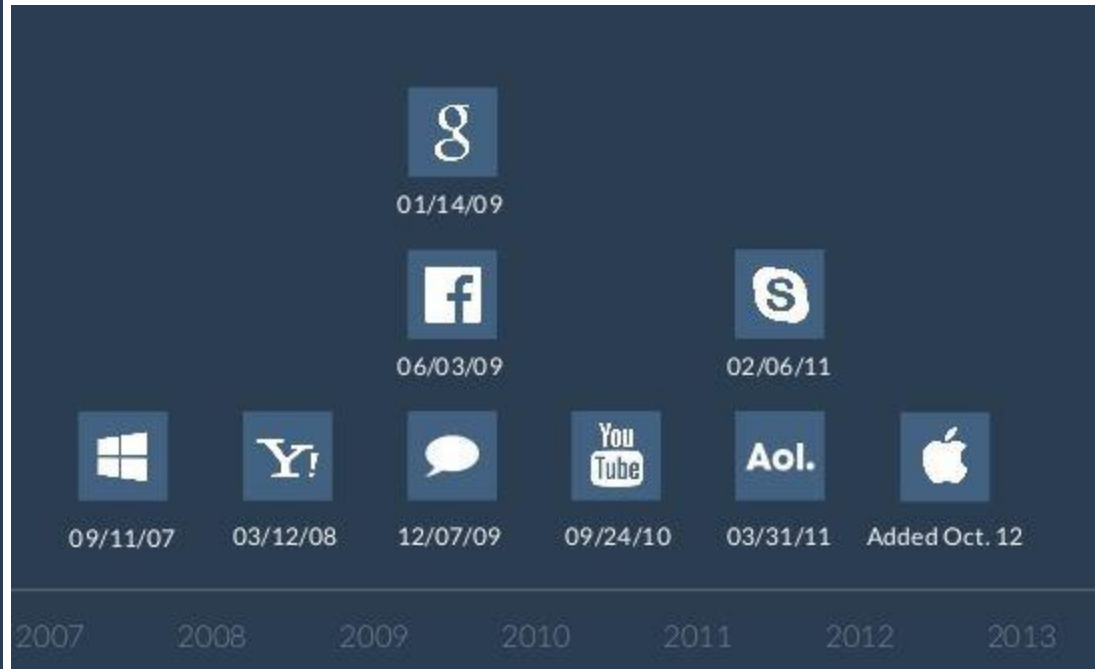 g
01/14/09
f S
06/03/09 02/06/11
Y! You Tube Aol.
09/11/07 03/12/08 12/07/09 09/24/10 03/31/11 Added Oct. 12
2007 2008 2009 2010 2011 2012 2013